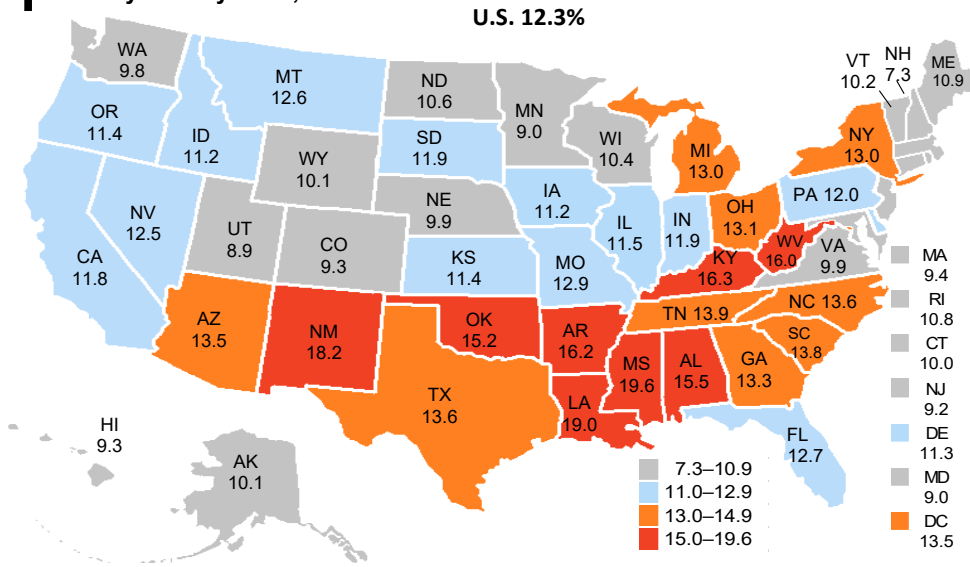 U.S. 12.3%
WA
9.8
OR
11.4
CA
11.8
NV
12.5
ID
11.2
MT
12.6
WY
10.1
UT
8.9
CO
9.3
AZ
13.5
NM
18.2
ND
10.6
SD
11.9
NE
9.9
KS
11.4
OK
15.2
TX
13.6
MN
9.0
IA
11.2
MO
12.9
AR
16.2
LA
19.0
WI
10.4
IL
11.5
IN
11.9
MI
13.0
OH
13.1
KY
16.3
TN 13.9
MS
19.6
AL
15.5
GA
13.3
FL
12.7
SC
13.8
NC 13.6
VA
9.9
WV
16.0
PA 12.0
NY
13.0
VT
10.2
NH
7.3
ME
10.9
HI
9.3
AK
10.1
MA
9.4
RI
10.8
CT
10.0
NJ
9.2
DE
11.3
MD
9.0
DC
13.5
7.3–10.9
11.0–12.9
13.0–14.9
15.0–19.6